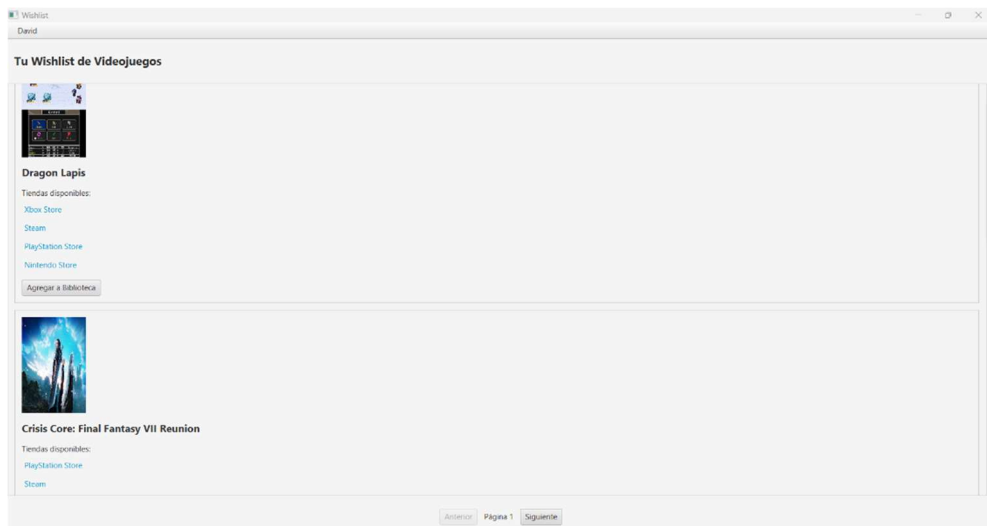 Wishlist
David
Tu Wishlist de Videojuegos
Dragon Lapis
Tiendas disponibles:
Xbox Store
Steam
PlayStation Store
Nintendo Store
Agregar a Biblioteca
Crisis Core: Final Fantasy VII Reunion
Tiendas disponibles:
PlayStation Store
Steam
Anterior Página 1 Siguiente